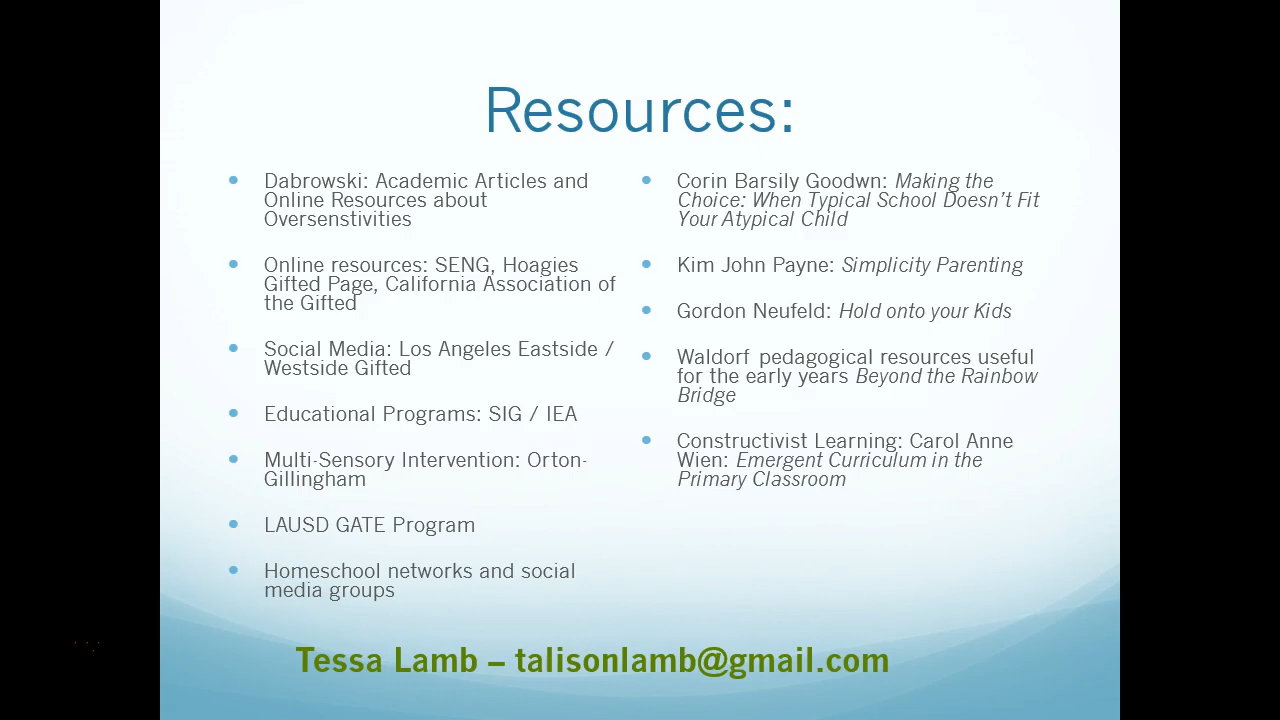 Resources:
Dabrowski: Academic Articles and
Online Resources about
Oversenstivities
Online resources: SENG, Hoagies
Gifted Page, California Association of
the Gifted
Social Media: Los Angeles Eastside /
Westside Gifted
Educational Programs: SIG / IEA
Multi-Sensory Intervention: Orton-
Gillingham
LAUSD GATE Program
Homeschool networks and social
media groups
Corin Barsily Goodwn: Making the
Choice: When Typical School Doesn't Fit
Your Atypical Child
Kim John Payne: Simplicity Parenting
Gordon Neufeld: Hold onto your Kids
Waldorf pedagogical resources useful
for the early years Beyond the Rainbow
Bridge
Constructivist Learning: Carol Anne
Wien: Emergent Curriculum in the
Primary Classroom
Tessa Lamb – talisonlamb@gmail.com